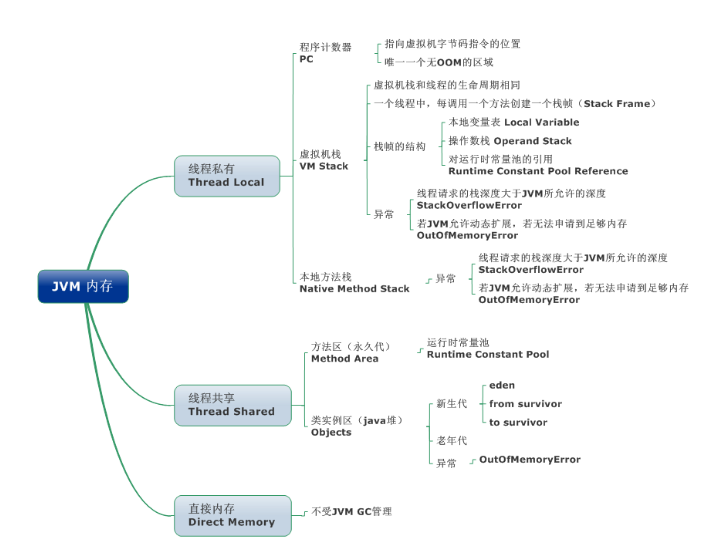 JVM 内存
线程私有
Thread Local
程序计数器
PC
指向虚拟机字节码指令的位置
唯一一个无OOM的区域
虚拟机栈
VM Stack
虚拟机栈和线程的生命周期相同
一个线程中，每调用一个方法创建一个栈帧（Stack Frame）
栈帧的结构
本地变量表 Local Variable
操作数栈 Operand Stack
对运行时常量池的引用
Runtime Constant Pool Reference
异常
线程请求的栈深度大于JVM所允许的深度
StackOverflowError
若JVM允许动态扩展，若无法申请到足够内存
OutOfMemoryError
本地方法栈
Native Method Stack
异常
线程请求的栈深度大于JVM所允许的深度
StackOverflowError
若JVM允许动态扩展，若无法申请到足够内存
OutOfMemoryError
线程共享
Thread Shared
方法区（永久代）
Method Area
运行时常量池
Runtime Constant Pool
类实例区（java堆）
Objects
新生代
eden
from survivor
to survivor
老年代
异常
OutOfMemoryError
直接内存
Direct Memory
不受JVM GC管理